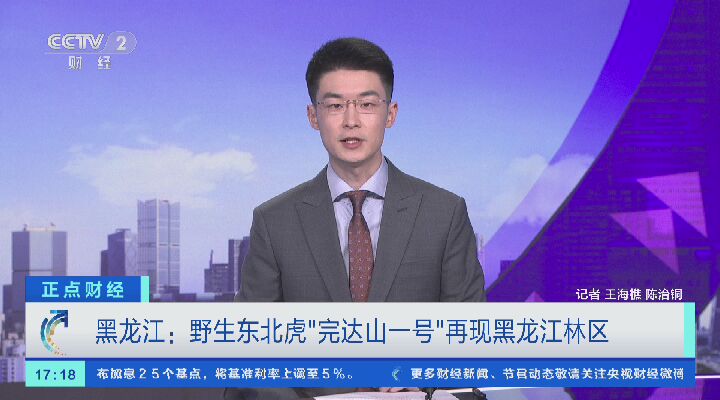 CCTV 2
财经
记者 王海樵 陈治铜
正点财经
黑龙江：野生东北虎"完达山一号"再现黑龙江林区
17:18
布加息２５个基点，将基准利率上调至５％。
更多财经新闻、节目动态敬请关注央视财经微博